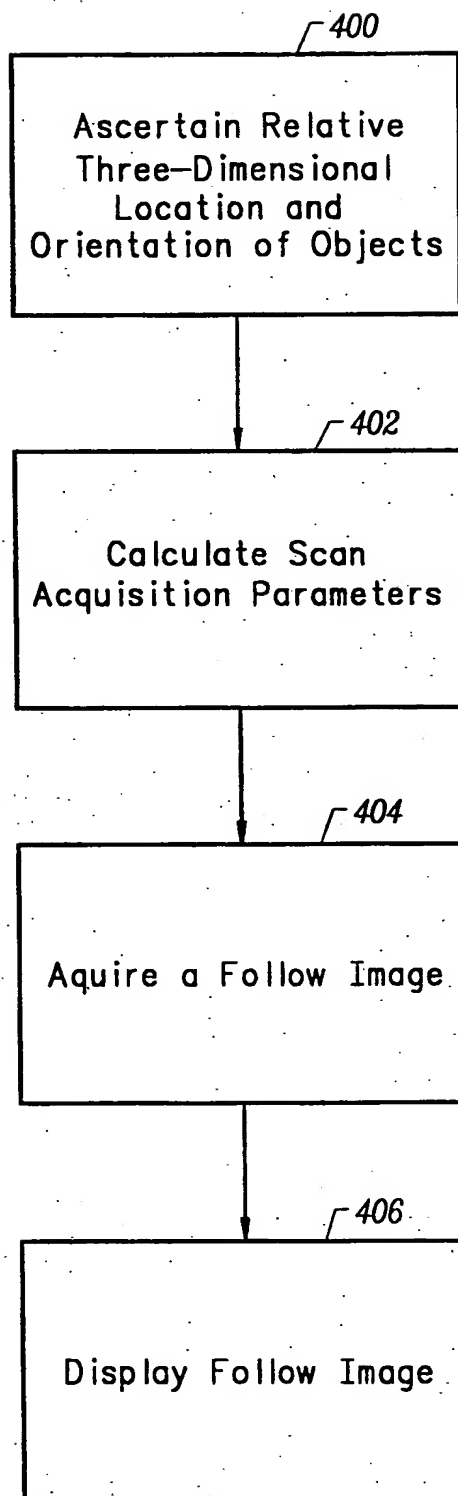 400
Ascertain Relative
Three-Dimensional
Location and
Orientation of Objects
402
Calculate Scan
Acquisition Parameters
404
Aquire a Follow Image
406
Display Follow Image